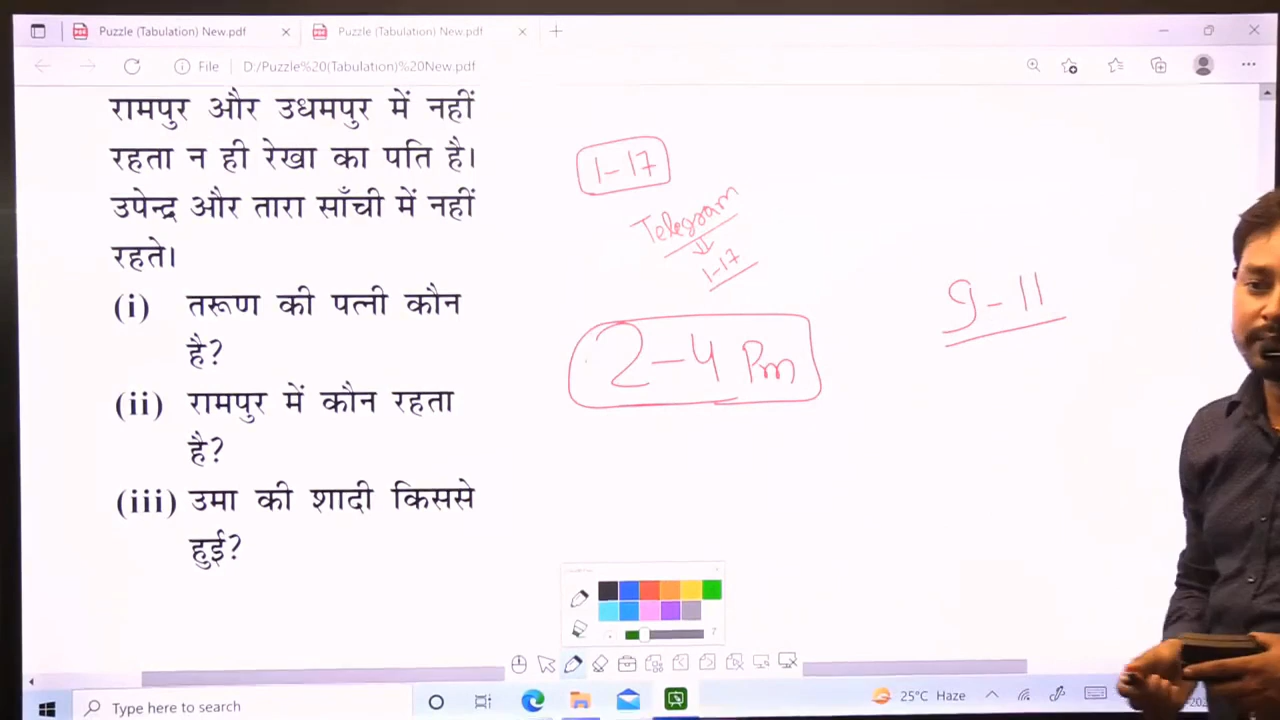 Puzzle (Tabulation) New.pdf
Puzzle (Tabulation) New.pdf
File
D:/Puzzle%20(Tabulation)%20New.pdf
रामपुर और उधमपुर में नहीं
रहता न ही रेखा का पति है।
उपेन्द्र और तारा साँची में नहीं
रहते।
(i) तरूण की पत्नी कौन
है?
(ii) रामपुर में कौन रहता
है?
(iii) उमा की शादी किससे
हुई?
1-17
Telegram
1-17
2-4 Pm
9-11
7
Type here to search
25°C Haze